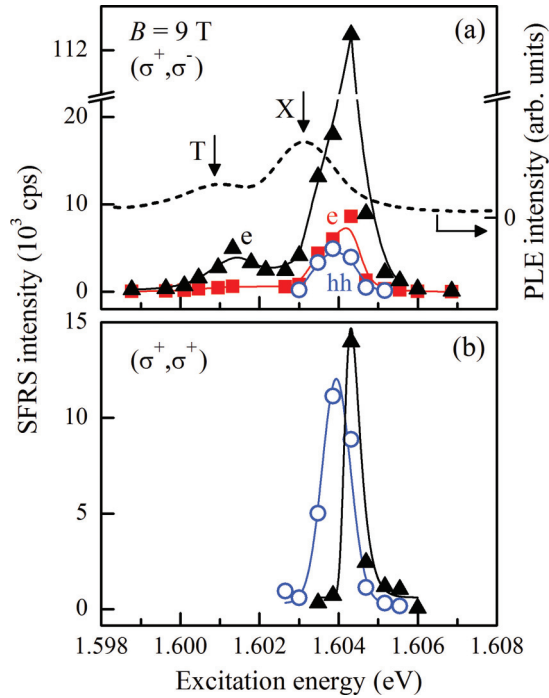 112
B = 9 T
(σ⁺,σ⁻)
(a)
20
X
T
10
e
e
0
hh
0
PLE intensity (arb. units)
SFRS intensity (10³ cps)
15
(σ⁺,σ⁺)
(b)
10
5
0
1.598 1.600 1.602 1.604 1.606 1.608
Excitation energy (eV)